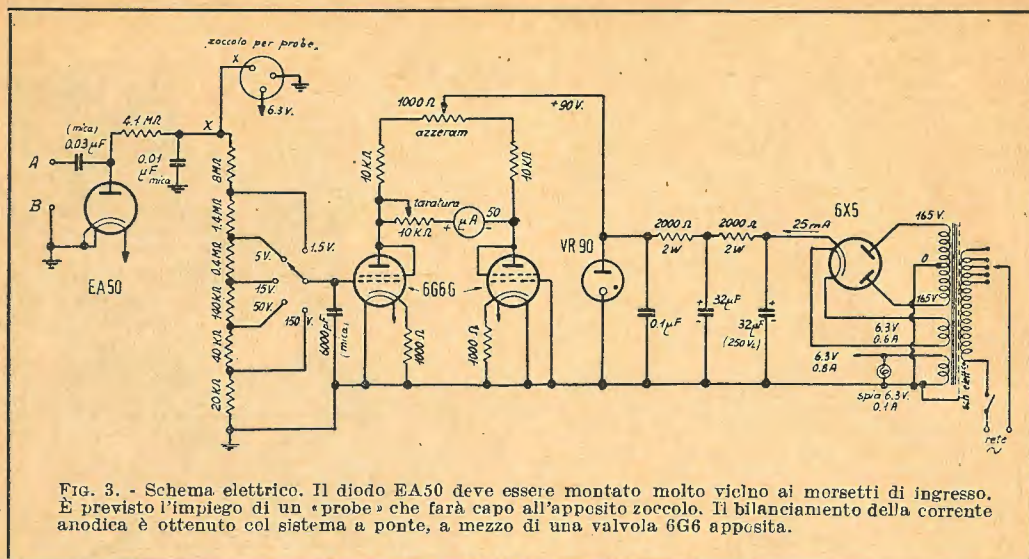 zoccolo per probe
X
6.3 V.
4.1 MΩ
X
(mica)
0.03 µF
0.01
µF
mica
A
B
EA50
8MΩ
1.4 MΩ
0.4 MΩ
140 KΩ
40 KΩ
20 KΩ
1.5 V.
5 V.
15 V.
50 V.
150 V.
6000 pF
(mica)
1000 Ω
azzeram
+90 V.
10 KΩ
10 KΩ
taratura
10 KΩ
+
µA
50
-
6G6G
1000 Ω
1000 Ω
VR 90
2000 Ω
2 W
2000 Ω
2 W
25 mA
6X5
0.1 µF
+
32 µF
-
+
32 µF
-
(250 VL)
165 V.
0
165 V
6.3 V
0.6 A
6.3 V
0.8 A
spia 6.3 V.
0.1 A
rete
~
FIG. 3. - Schema elettrico. Il diodo EA50 deve essere montato molto vicino ai morsetti di ingresso.
È previsto l'impiego di un « probe » che farà capo all'apposito zoccolo. Il bilanciamento della corrente
anodica è ottenuto col sistema a ponte, a mezzo di una valvola 6G6 apposita.